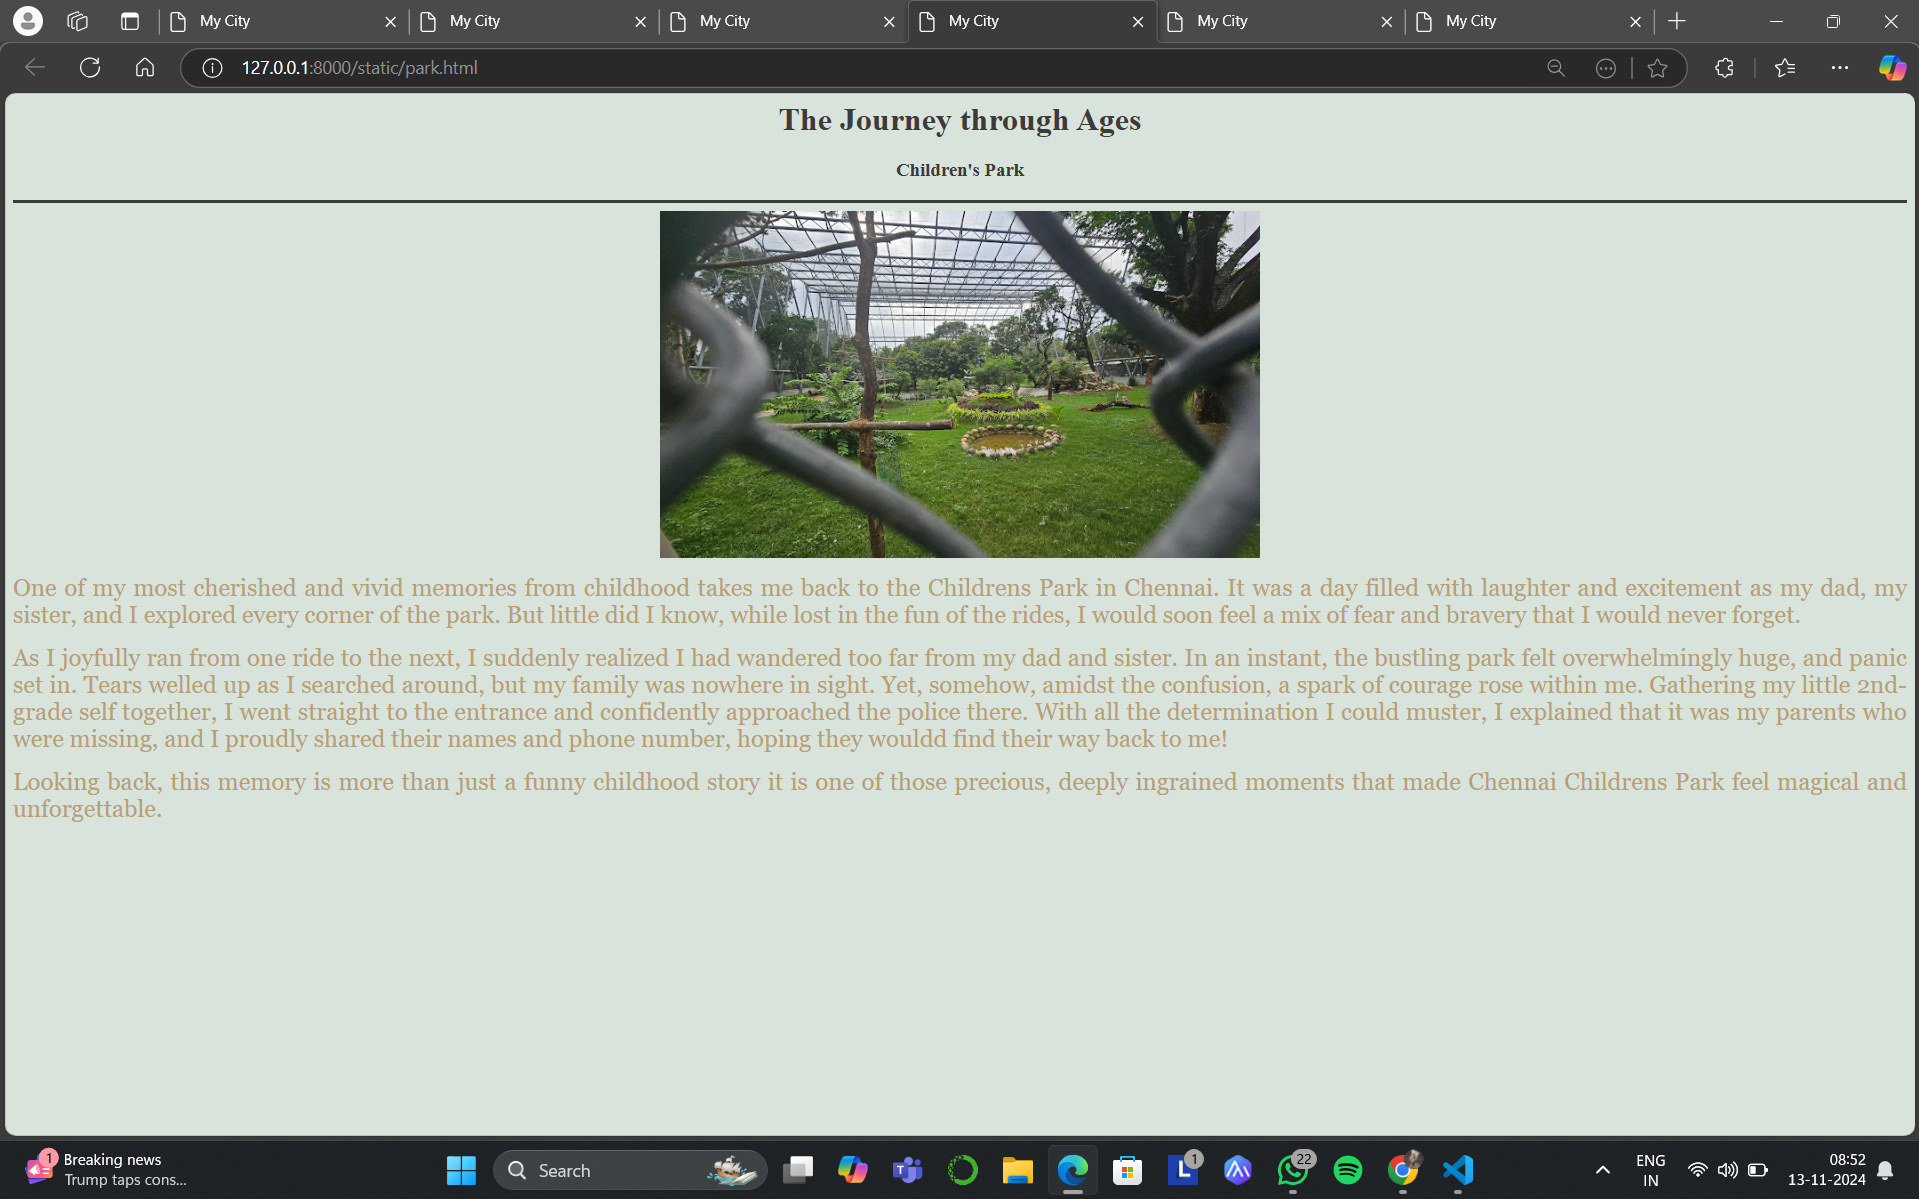 My City
My City
My City
My City
My City
My City
127.0.0.1:8000/static/park.html
The Journey through Ages
Children's Park
One of my most cherished and vivid memories from childhood takes me back to the Childrens Park in Chennai. It was a day filled with laughter and excitement as my dad, my
sister, and I explored every corner of the park. But little did I know, while lost in the fun of the rides, I would soon feel a mix of fear and bravery that I would never forget.
As I joyfully ran from one ride to the next, I suddenly realized I had wandered too far from my dad and sister. In an instant, the bustling park felt overwhelmingly huge, and panic
set in. Tears welled up as I searched around, but my family was nowhere in sight. Yet, somehow, amidst the confusion, a spark of courage rose within me. Gathering my little 2nd-
grade self together, I went straight to the entrance and confidently approached the police there. With all the determination I could muster, I explained that it was my parents who
were missing, and I proudly shared their names and phone number, hoping they wouldd find their way back to me!
Looking back, this memory is more than just a funny childhood story it is one of those precious, deeply ingrained moments that made Chennai Childrens Park feel magical and
unforgettable.
1
Breaking news
Trump taps cons...
Search
T
L
1
22
ENG
IN
08:52
13-11-2024